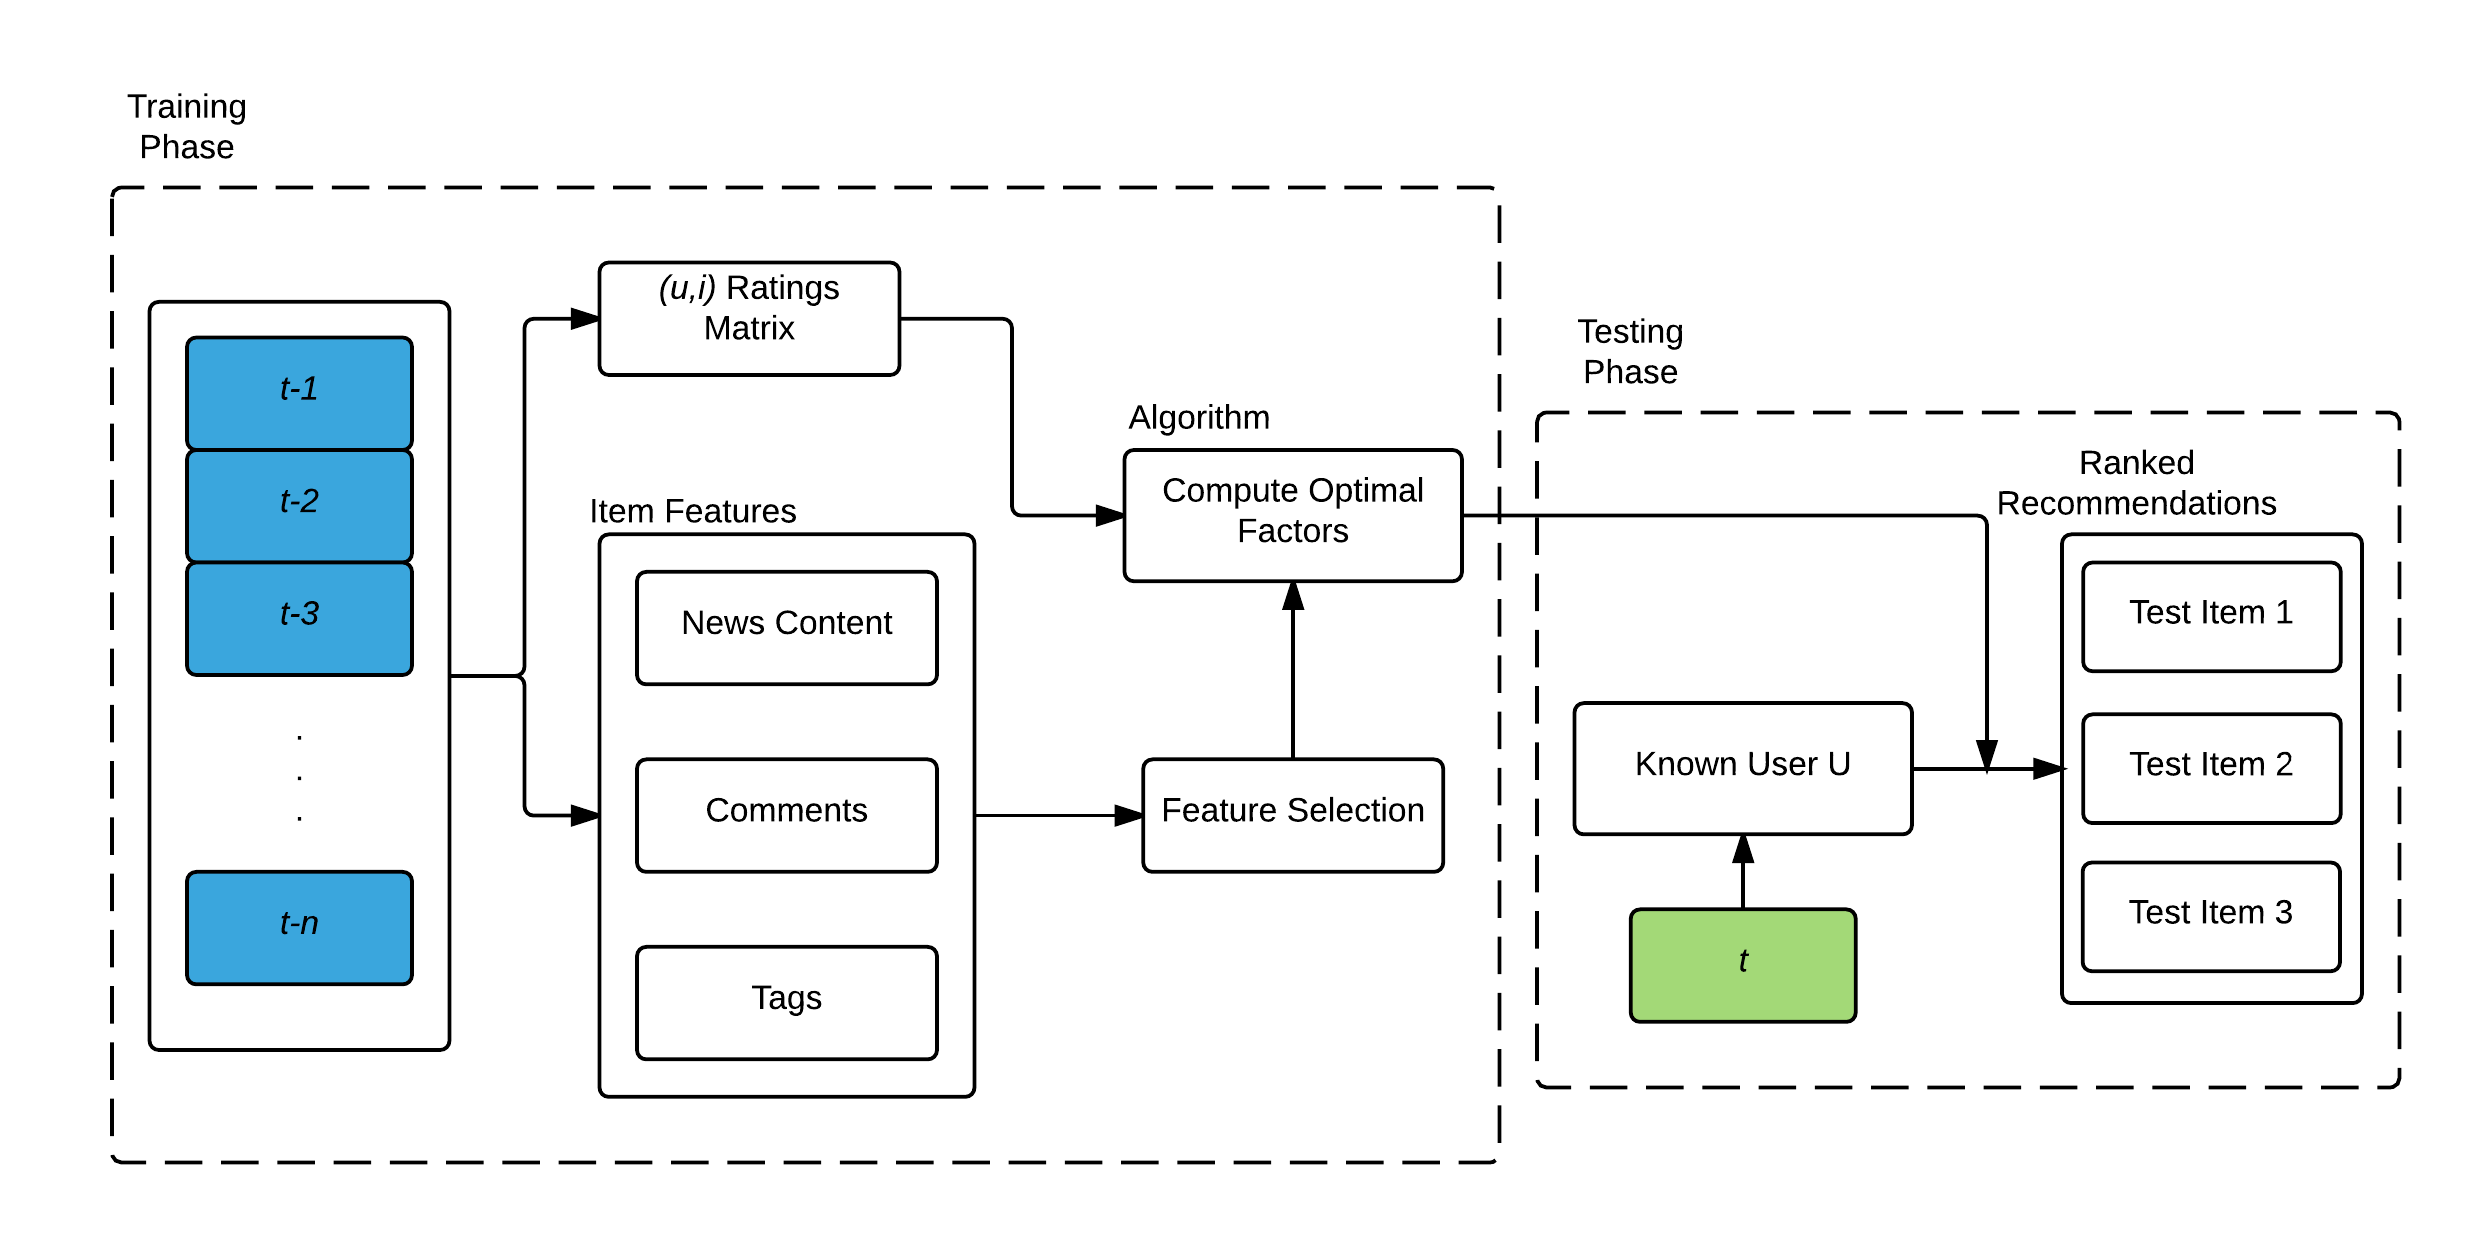 Training
Phase
t-1
t-2
t-3
.
.
.
t-n
(u,i) Ratings
Matrix
Item Features
News Content
Comments
Tags
Algorithm
Compute Optimal
Factors
Feature Selection
Testing
Phase
Known User U
t
Ranked
Recommendations
Test Item 1
Test Item 2
Test Item 3